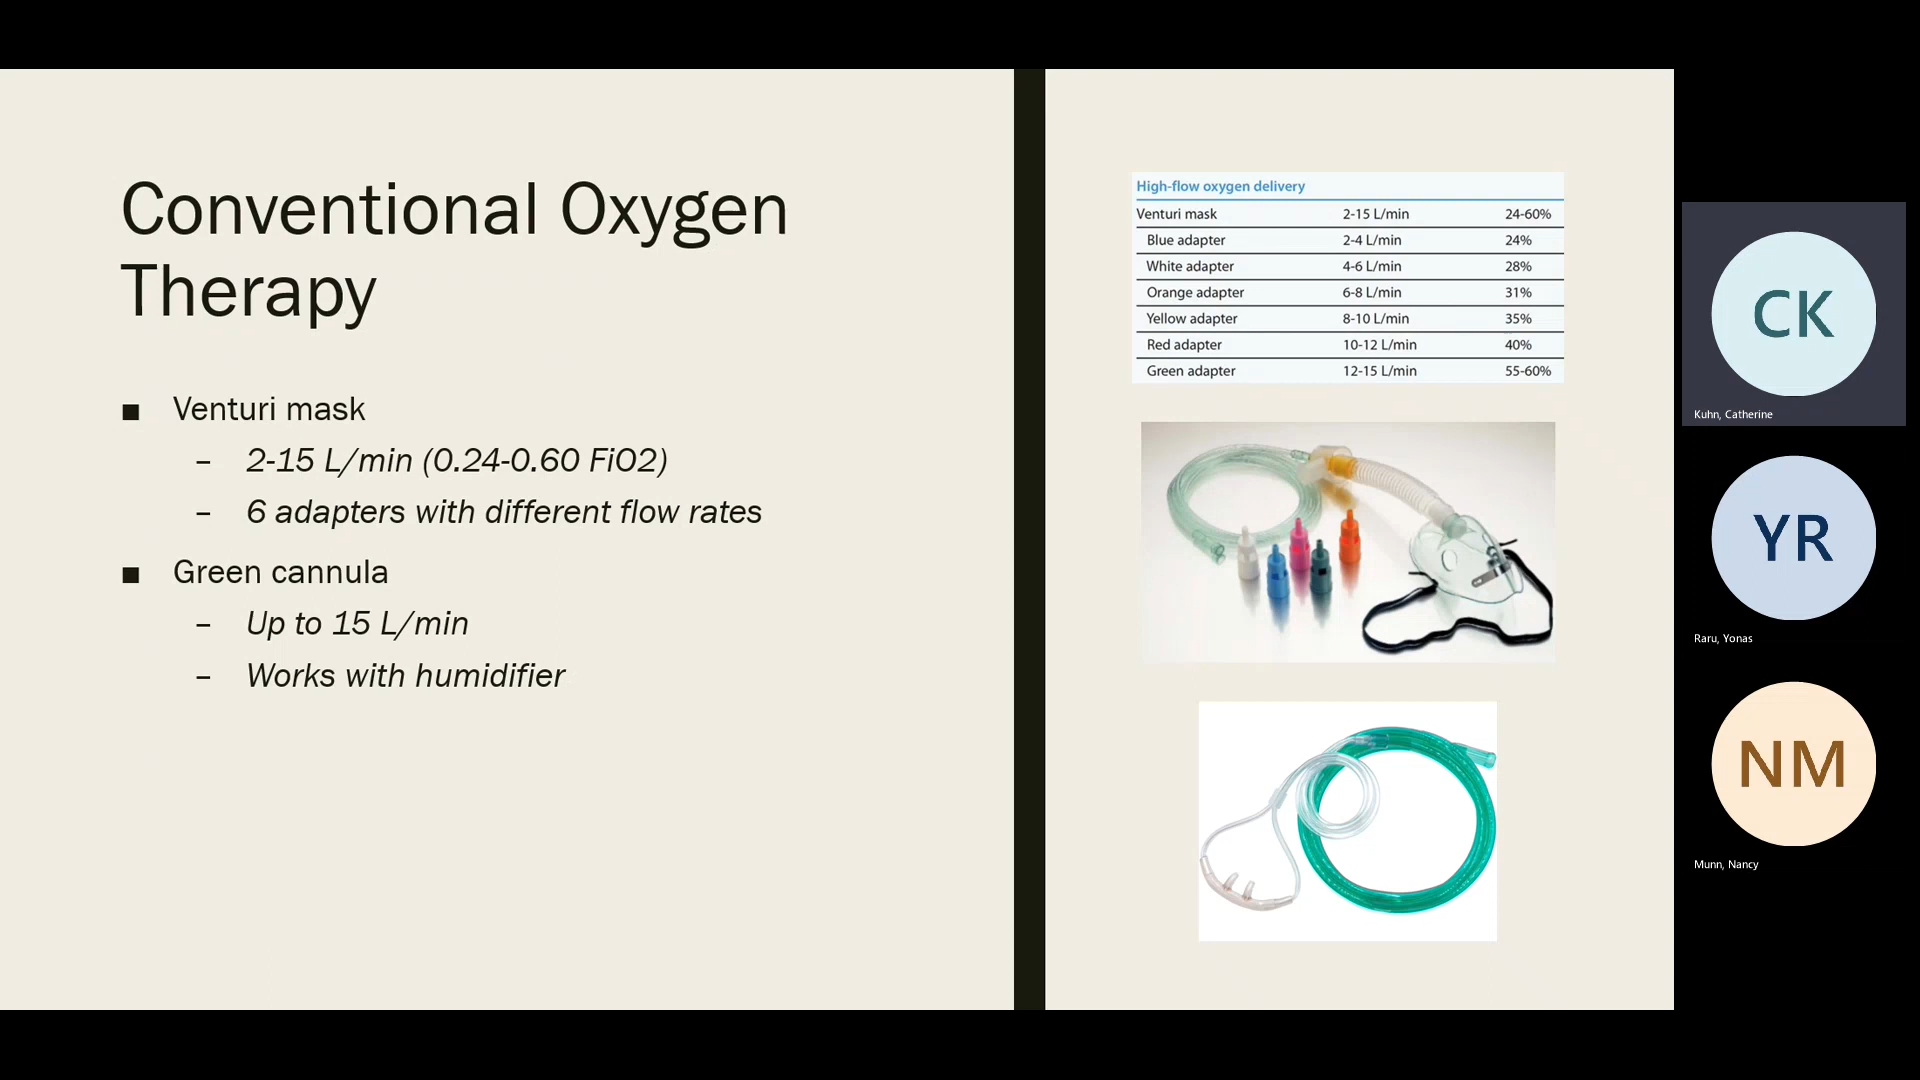 Conventional Oxygen
Therapy
■ Venturi mask
– 2-15 L/min (0.24-0.60 FiO2)
– 6 adapters with different flow rates
■ Green cannula
– Up to 15 L/min
– Works with humidifier
High-flow oxygen delivery
Venturi mask 2-15 L/min 24-60%
Blue adapter 2-4 L/min 24%
White adapter 4-6 L/min 28%
Orange adapter 6-8 L/min 31%
Yellow adapter 8-10 L/min 35%
Red adapter 10-12 L/min 40%
Green adapter 12-15 L/min 55-60%
CK
Kuhn, Catherine
YR
Raru, Yonas
NM
Munn, Nancy